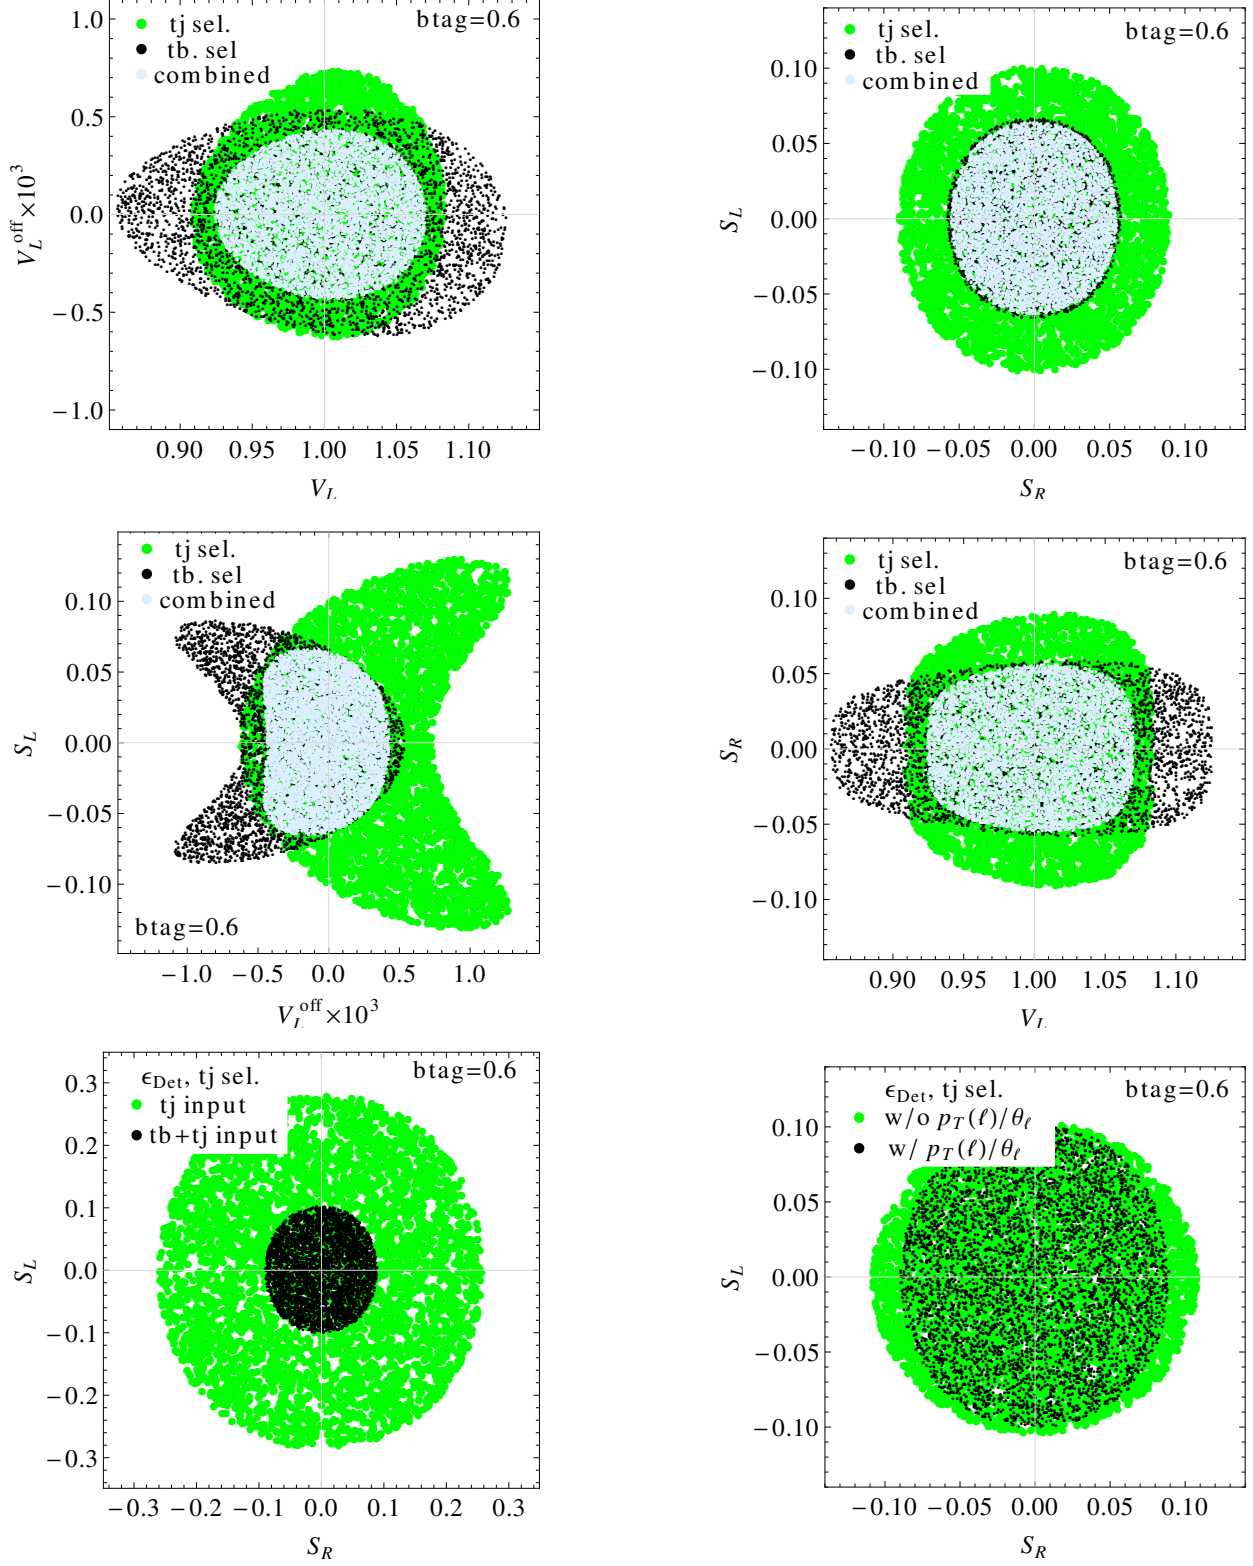 tj sel.
tb. sel
combined
btag=0.6
1.0
0.5
0.0
−0.5
−1.0
V_L^off×10^3
0.90 0.95 1.00 1.05 1.10
V_L
tj sel.
tb. sel
combined
btag=0.6
0.10
0.05
0.00
−0.05
−0.10
S_L
−0.10 −0.05 0.00 0.05 0.10
S_R
tj sel.
tb. sel
combined
0.10
0.05
0.00
−0.05
−0.10
S_L
btag=0.6
−1.0 −0.5 0.0 0.5 1.0
V_L^off×10^3
tj sel.
tb. sel
combined
btag=0.6
0.10
0.05
0.00
−0.05
−0.10
S_R
0.90 0.95 1.00 1.05 1.10
V_L
ϵ_Det, tj sel.
tj input
tb+tj input
btag=0.6
0.3
0.2
0.1
0.0
−0.1
−0.2
−0.3
S_L
−0.3 −0.2 −0.1 0.0 0.1 0.2 0.3
S_R
ϵ_Det, tj sel.
w/o p_T(ℓ)/θ_ℓ
w/ p_T(ℓ)/θ_ℓ
btag=0.6
0.10
0.05
0.00
−0.05
−0.10
S_L
−0.10 −0.05 0.00 0.05 0.10
S_R